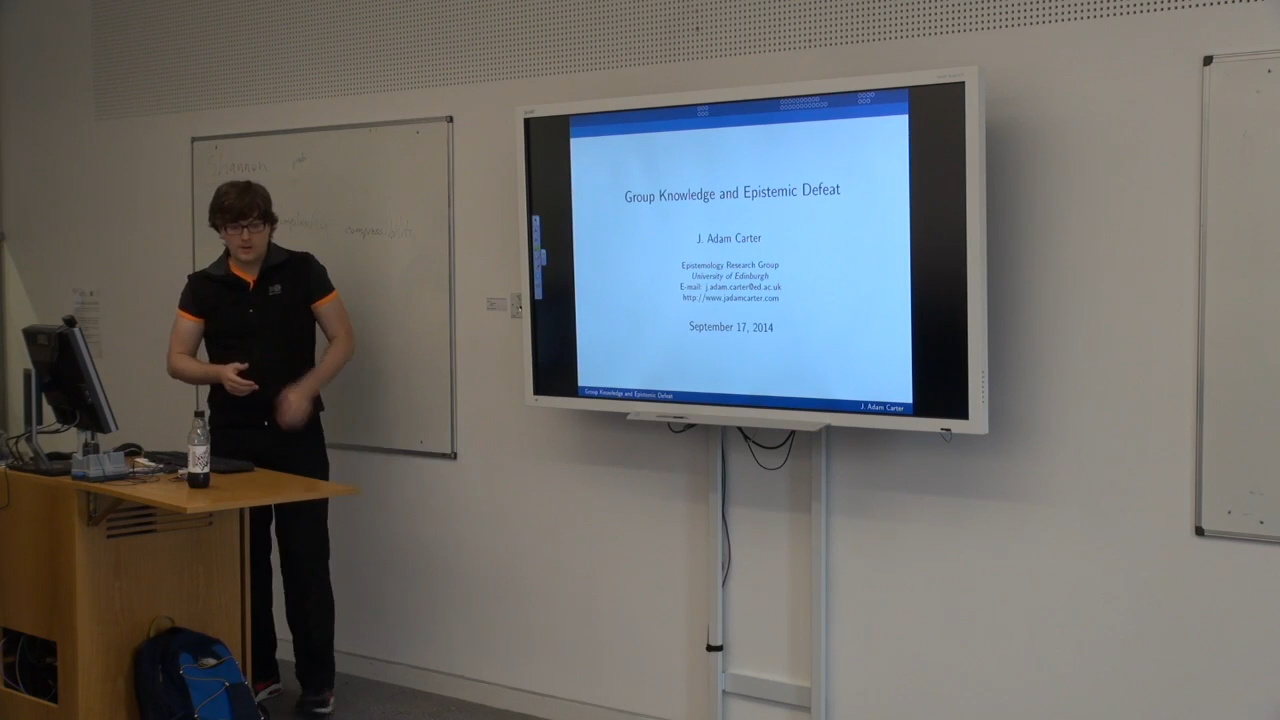 Shannon
Group Knowledge and Epistemic Defeat
J. Adam Carter
Epistemology Research Group
University of Edinburgh
E-mail: j.adam.carter@ed.ac.uk
http://www.jadamcarter.com
September 17, 2014
Group Knowledge and Epistemic Defeat
J. Adam Carter